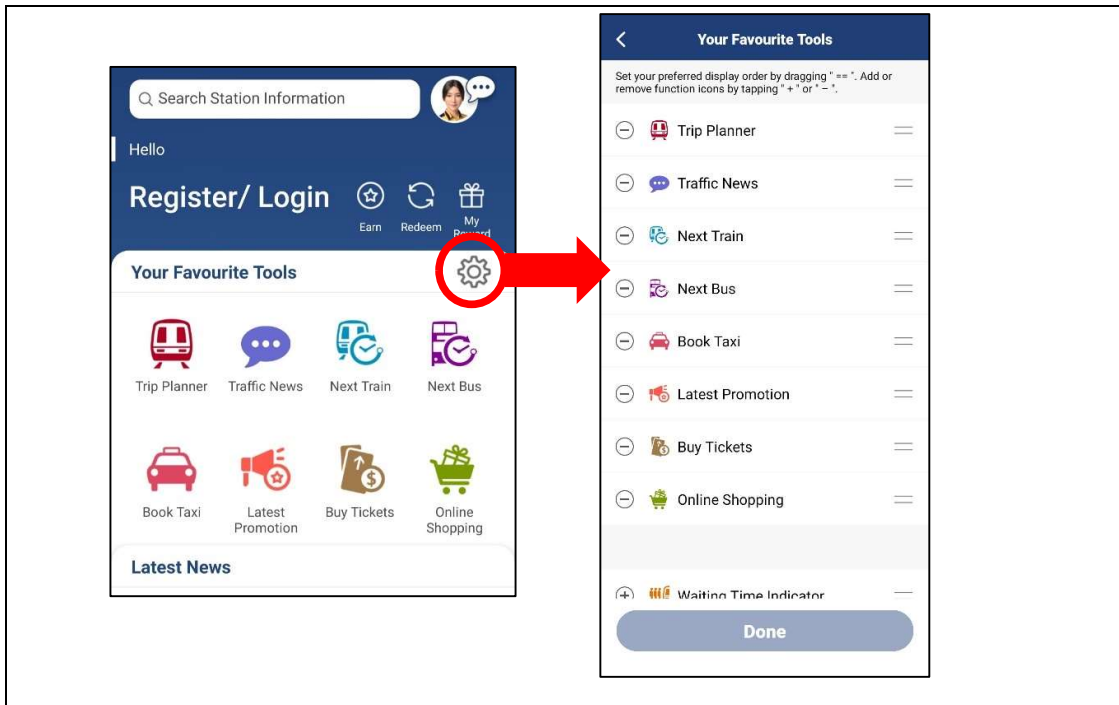 Search Station Information
Hello
Register/ Login
Earn
Redeem
My
Reward
Your Favourite Tools
Trip Planner
Traffic News
Next Train
Next Bus
Book Taxi
Latest
Promotion
Buy Tickets
Online
Shopping
Latest News
Your Favourite Tools
Set your preferred display order by dragging " == ". Add or
remove function icons by tapping " + " or " − ".
Trip Planner
Traffic News
Next Train
Next Bus
Book Taxi
Latest Promotion
Buy Tickets
Online Shopping
Waiting Time Indicator
Done